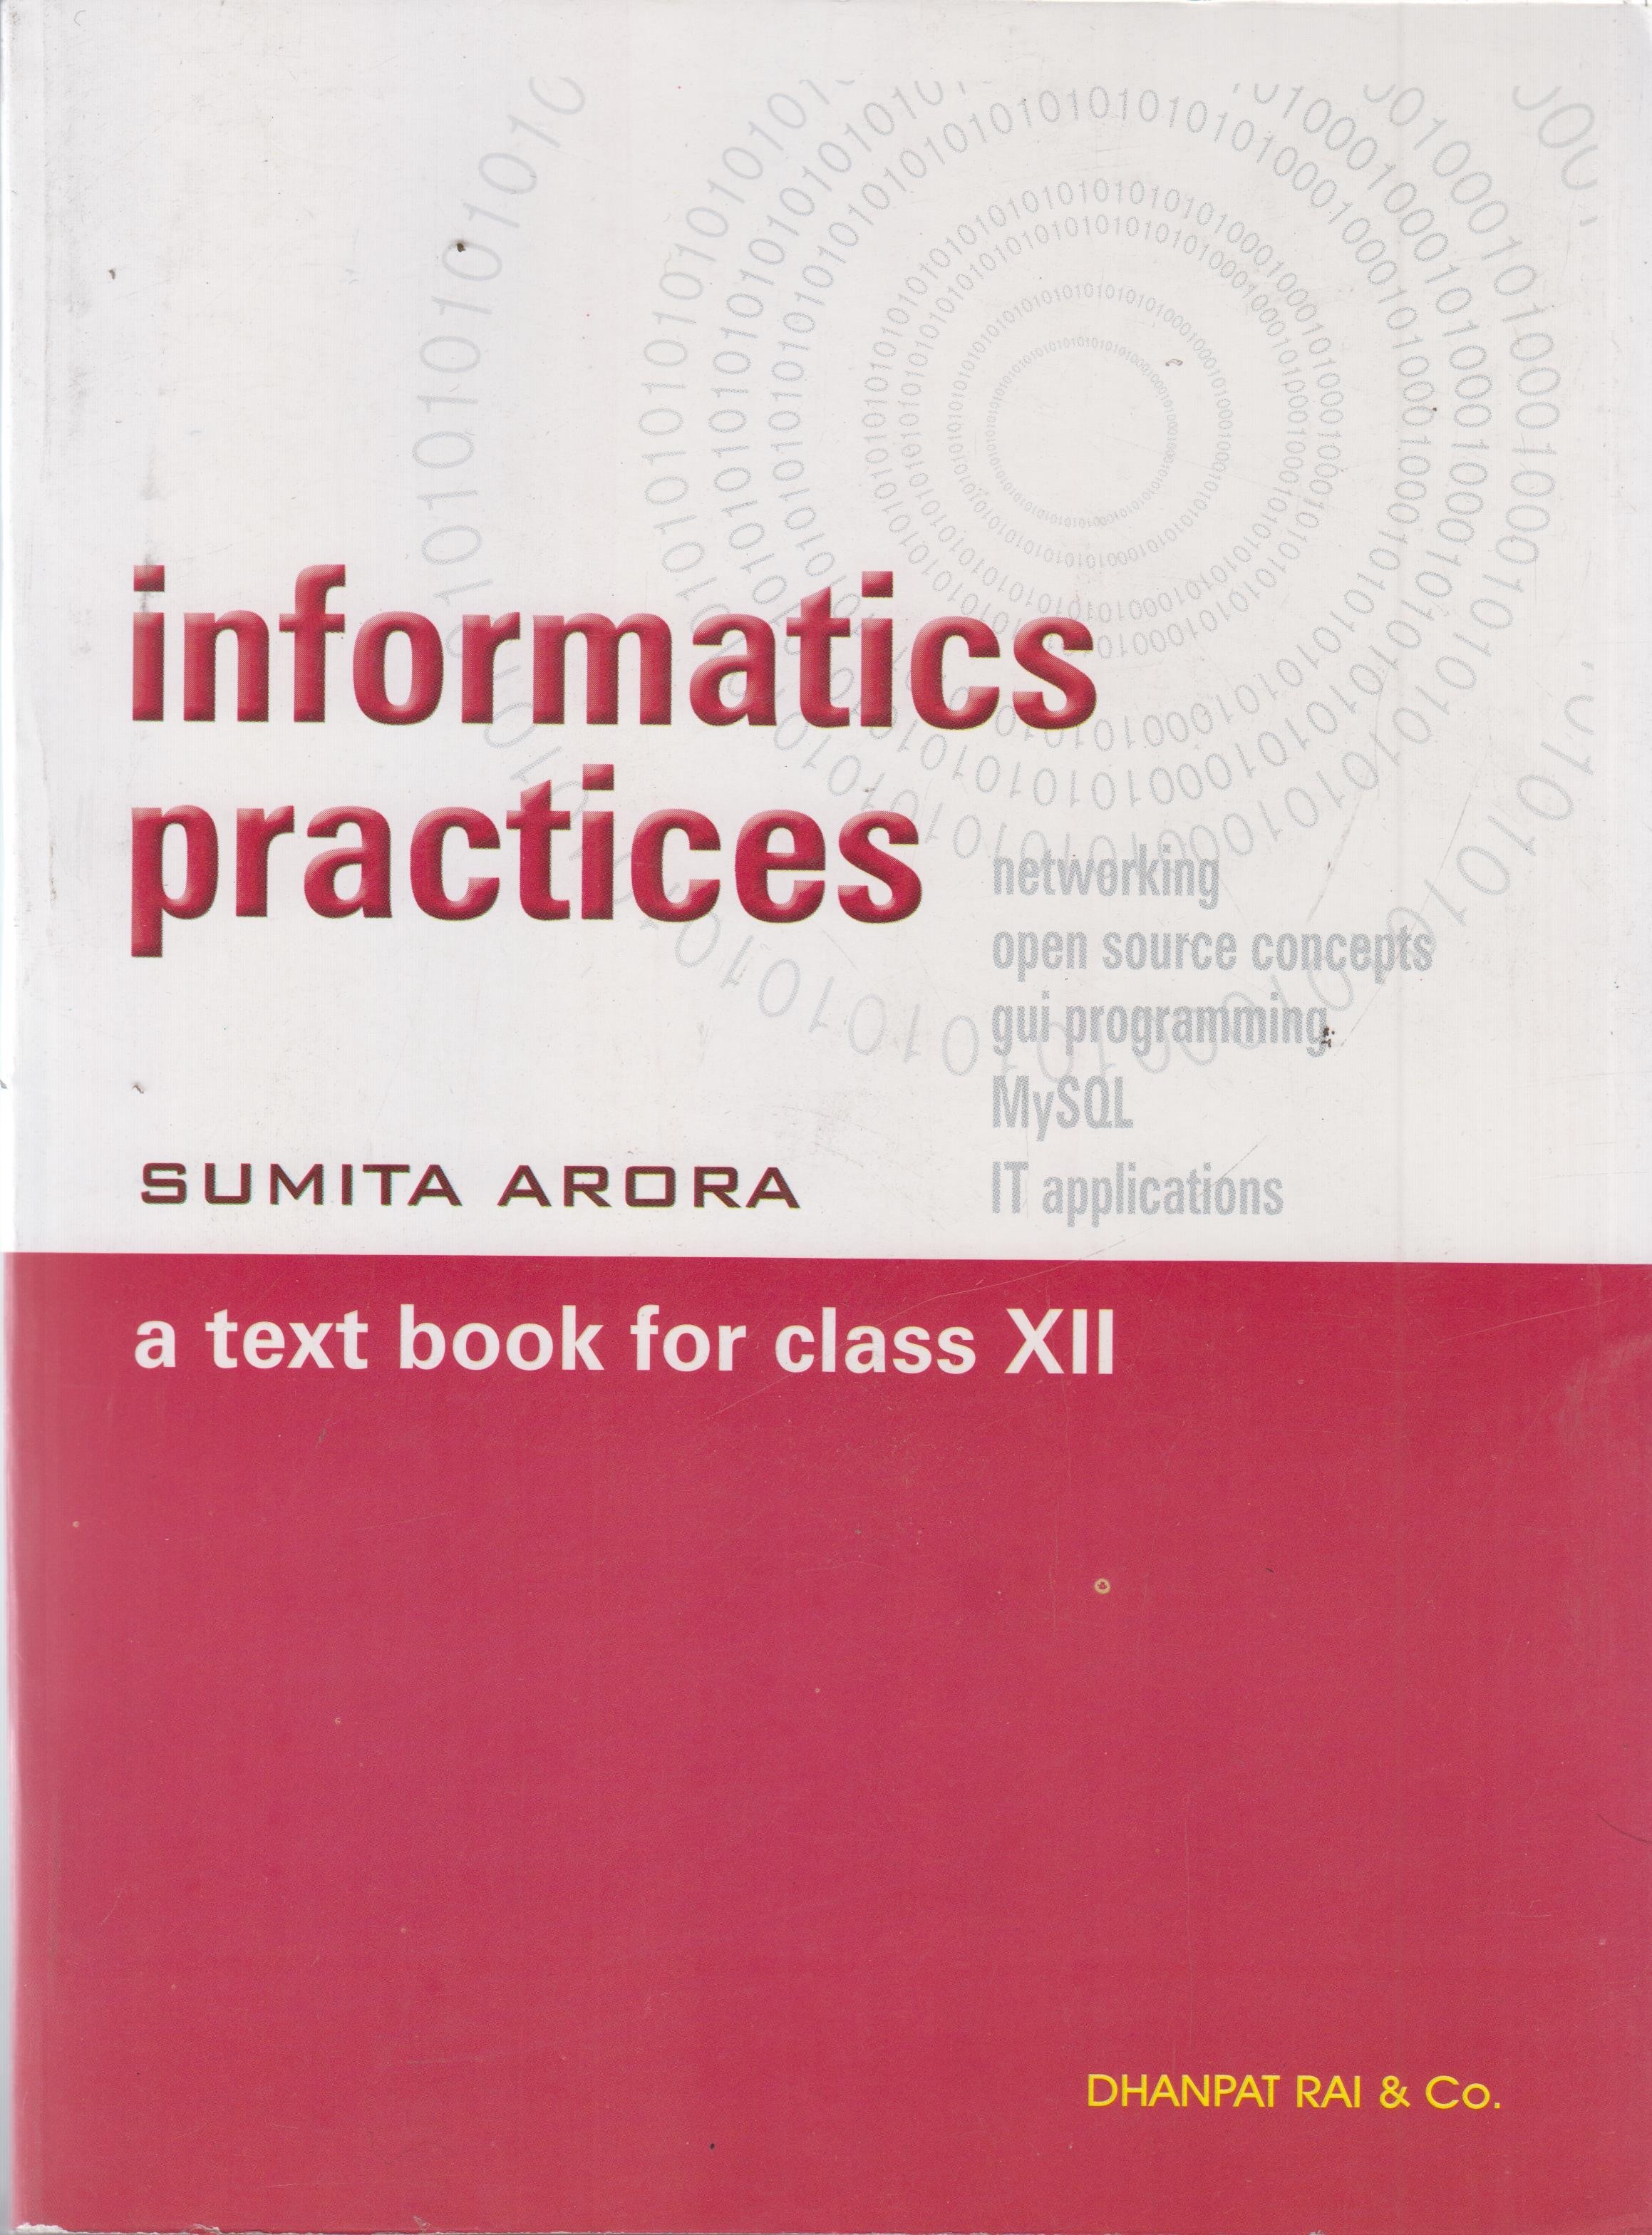 informatics
practices
networking
open source concepts
gui programming
MySQL
IT applications
SUMITA ARORA
a text book for class XII
DHANPAT RAI & Co.